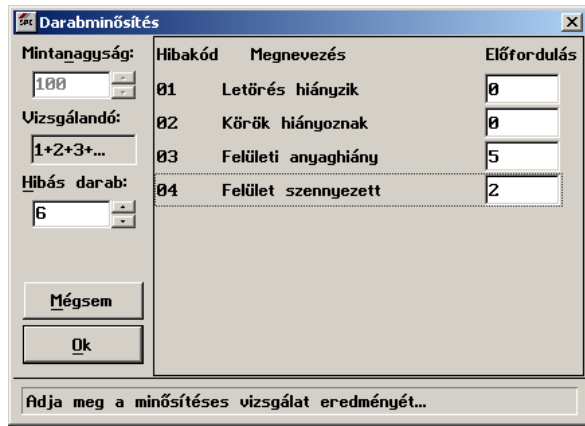 SPC Darabminősítés
Mintanagyság:
100
Vizsgálandó:
1+2+3+...
Hibás darab:
6
Mégsem
Ok
Hibakód Megnevezés Előfordulás
01 Letörés hiányzik 0
02 Körök hiányoznak 0
03 Felületi anyaghiány 5
04 Felület szennyezett 2
Adja meg a minősítéses vizsgálat eredményét...